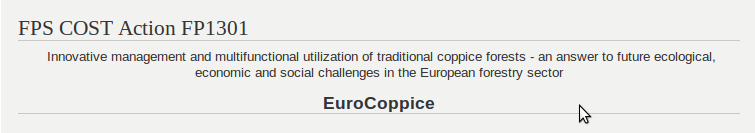 FPS COST Action FP1301
Innovative management and multifunctional utilization of traditional coppice forests - an answer to future ecological,
economic and social challenges in the European forestry sector
EuroCoppice